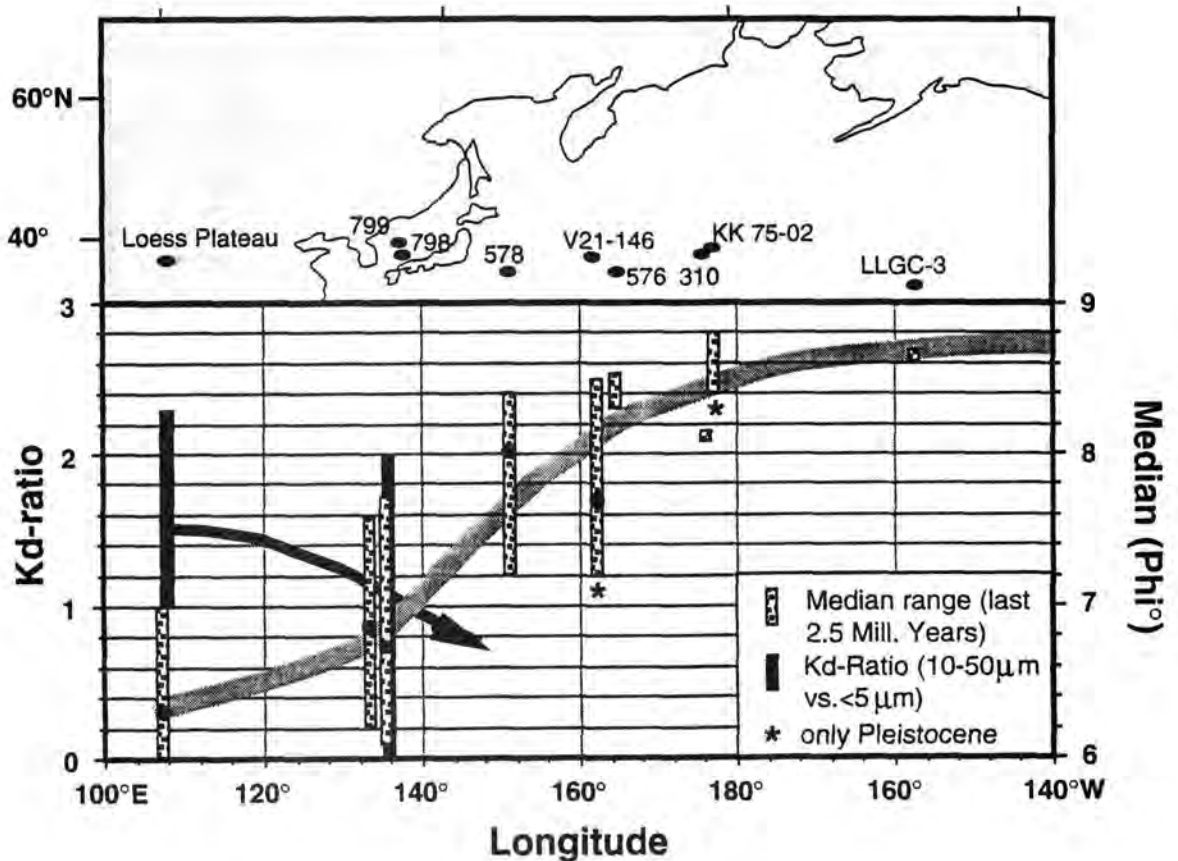 60°N
40°
Loess Plateau
799
798
578
V21-146
576
310
KK 75-02
LLGC-3
3
2
1
0
Kd-ratio
9
8
7
6
Median (Phi°)
Median range (last
2.5 Mill. Years)
Kd-Ratio (10-50μm
vs.<5μm)
* only Pleistocene
100°E
120°
140°
160°
180°
160°
140°W
Longitude